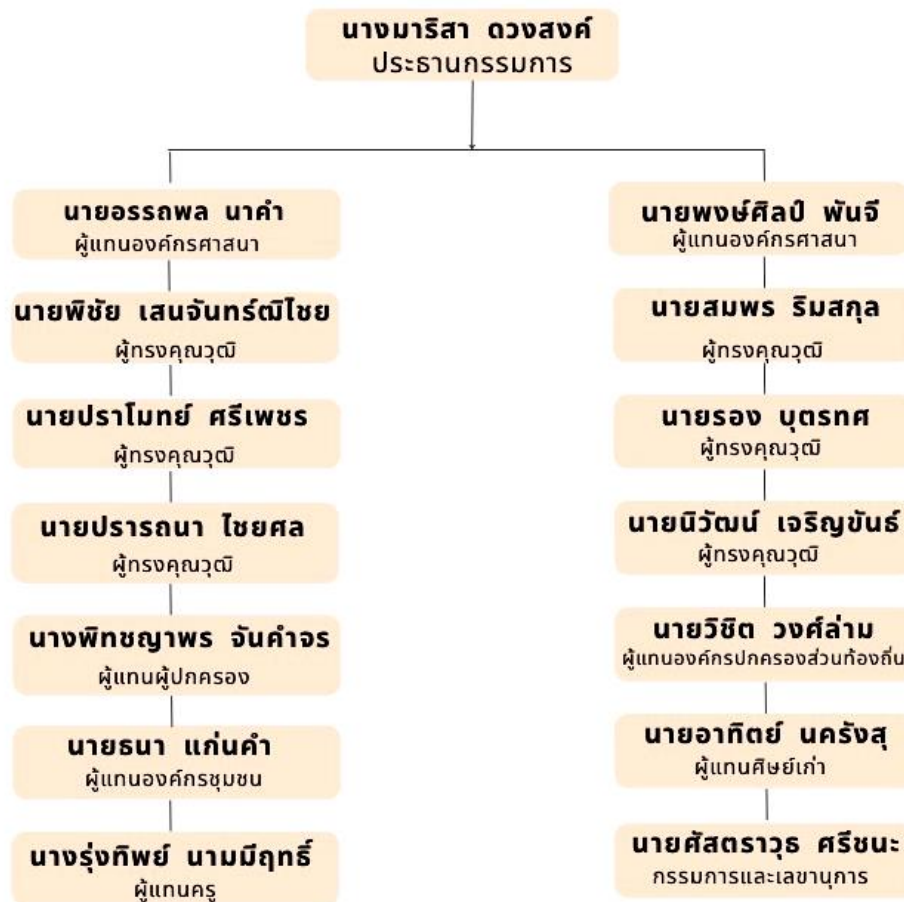 นางมาริสา ดวงสงค์
ประธานกรรมการ
นายอรรถพล นาคำ
ผู้แทนองค์กรศาสนา
นายพิชัย เสนจันทร์ฒิไชย
ผู้ทรงคุณวุฒิ
นายปราโมทย์ ศรีเพชร
ผู้ทรงคุณวุฒิ
นายปรารถนา ไชยศล
ผู้ทรงคุณวุฒิ
นางพิทชญาพร จันคำจร
ผู้แทนผู้ปกครอง
นายธนา แก่นคำ
ผู้แทนองค์กรชุมชน
นางรุ่งทิพย์ นามมีฤทธิ์
ผู้แทนครู
นายพงษ์ศิลป์ พันจี
ผู้แทนองค์กรศาสนา
นายสมพร ริมสกุล
ผู้ทรงคุณวุฒิ
นายรอง บุตรทศ
ผู้ทรงคุณวุฒิ
นายนิวัฒน์ เจริญขันธ์
ผู้ทรงคุณวุฒิ
นายวิชิต วงศ์ล่าม
ผู้แทนองค์กรปกครองส่วนท้องถิ่น
นายอาทิตย์ นครังสุ
ผู้แทนศิษย์เก่า
นายศัสตราวุธ ศรีชนะ
กรรมการและเลขานุการ